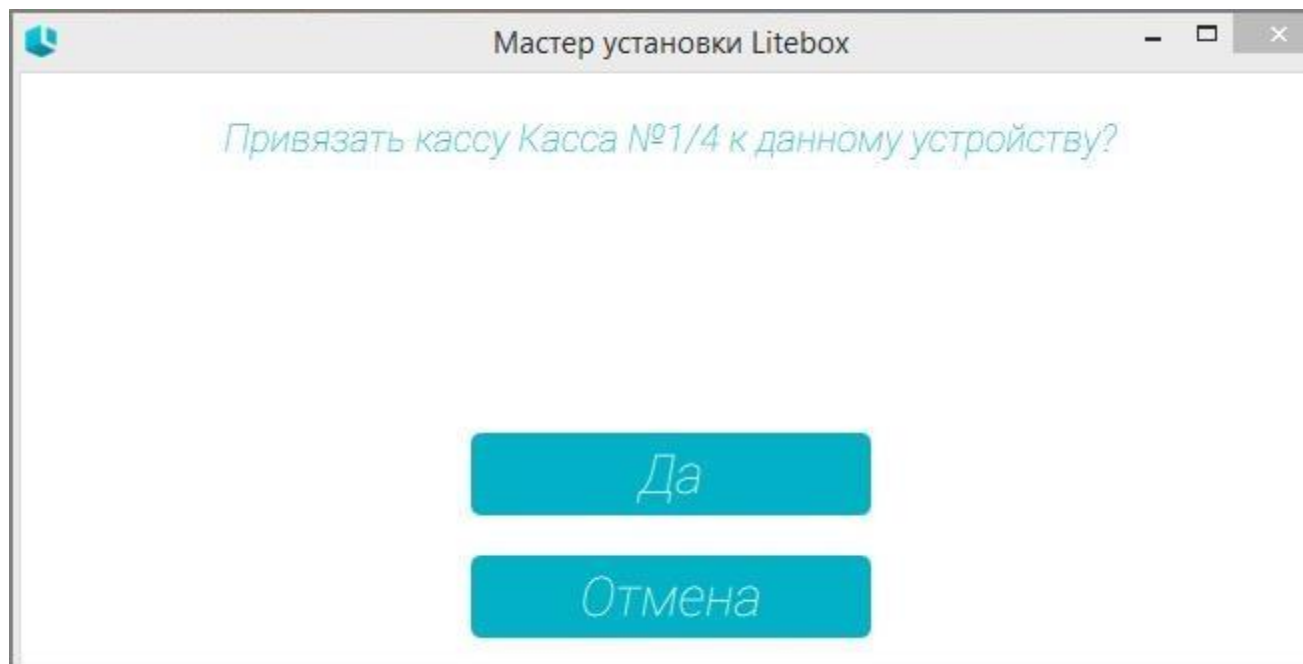 Мастер установки Litebox
Привязать кассу Касса №1/4 к данному устройству?
Да
Отмена